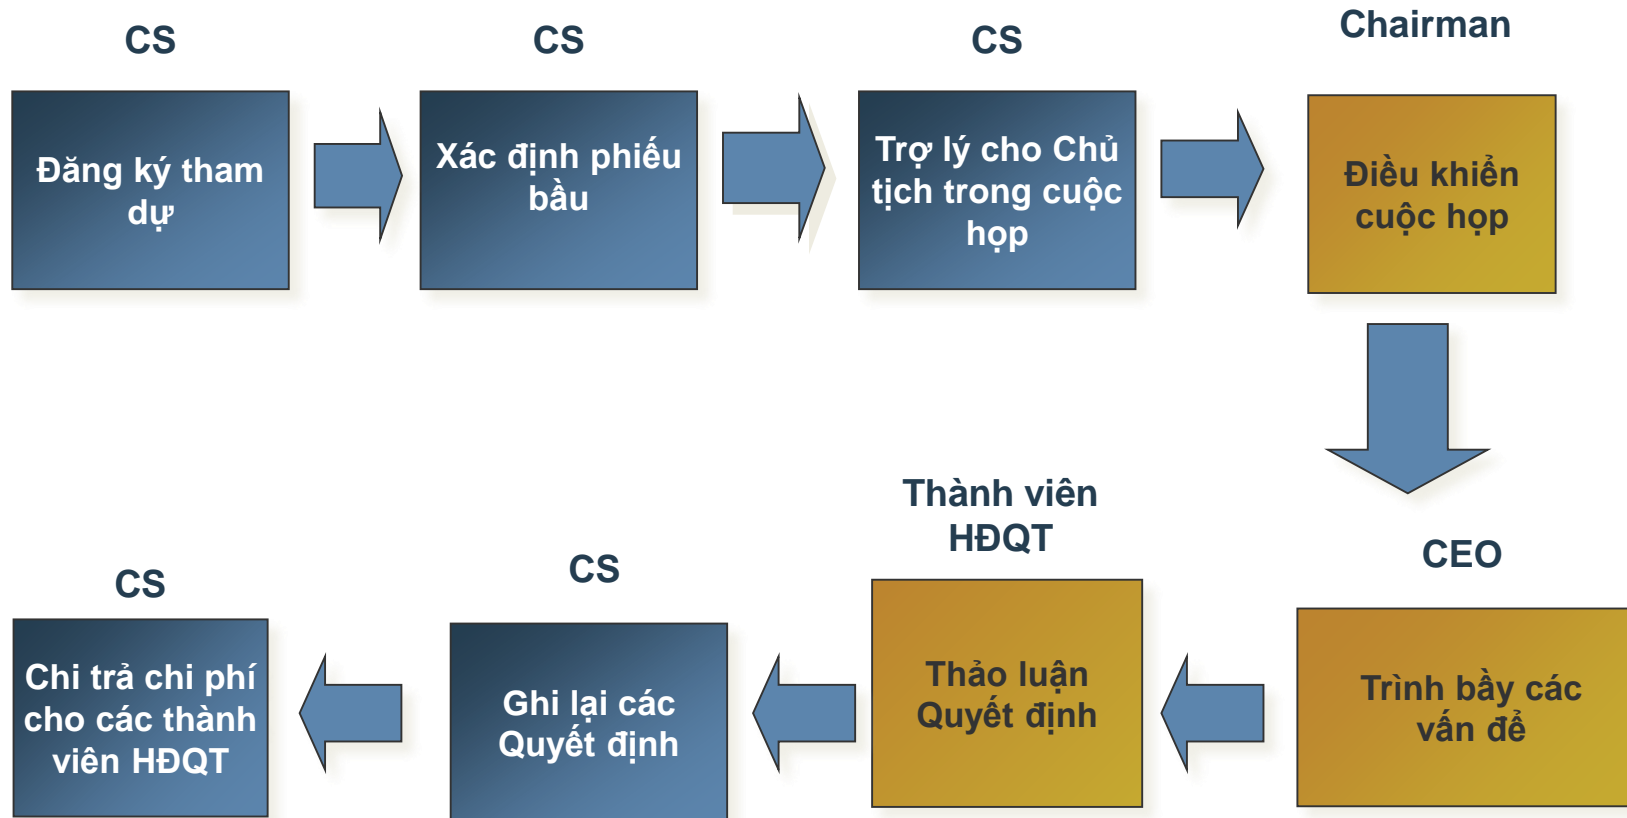 CS
Đăng ký tham
dự
CS
Xác định phiếu
bầu
CS
Trợ lý cho Chủ
tịch trong cuộc
họp
Chairman
Điều khiển
cuộc họp
CEO
Trình bầy các
vấn để
Thành viên
HĐQT
Thảo luận
Quyết định
CS
Ghi lại các
Quyết định
CS
Chi trả chi phí
cho các thành
viên HĐQT